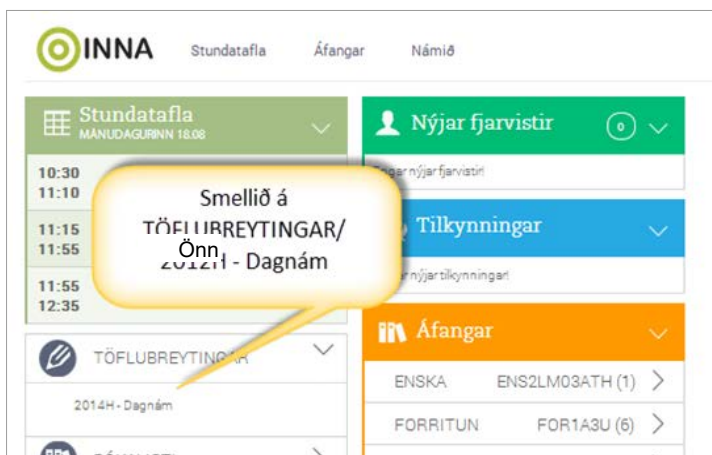 INNA Stundatafla Áfangar Námið
Stundatafla
MÁNUDAGURINN 18.08
10:30
11:10
11:15
11:55
11:55
12:35
TÖFLUBREYTINGAR
2014H - Dagnám
Smellið á
TÖFLUBREYTINGAR/
Önn
2012H - Dagnám
Nýjar fjarvistir 0
nýjar fjarvistir!
Tilkynningar
nýjar tilkynningar!
Áfangar
ENSKA ENS2LM03ATH (1)
FORRITUN FOR1A3U (6)